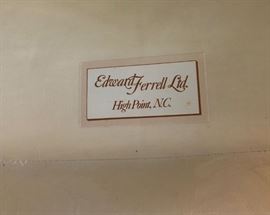 Edward Ferrell Ltd.
High Point, N.C.